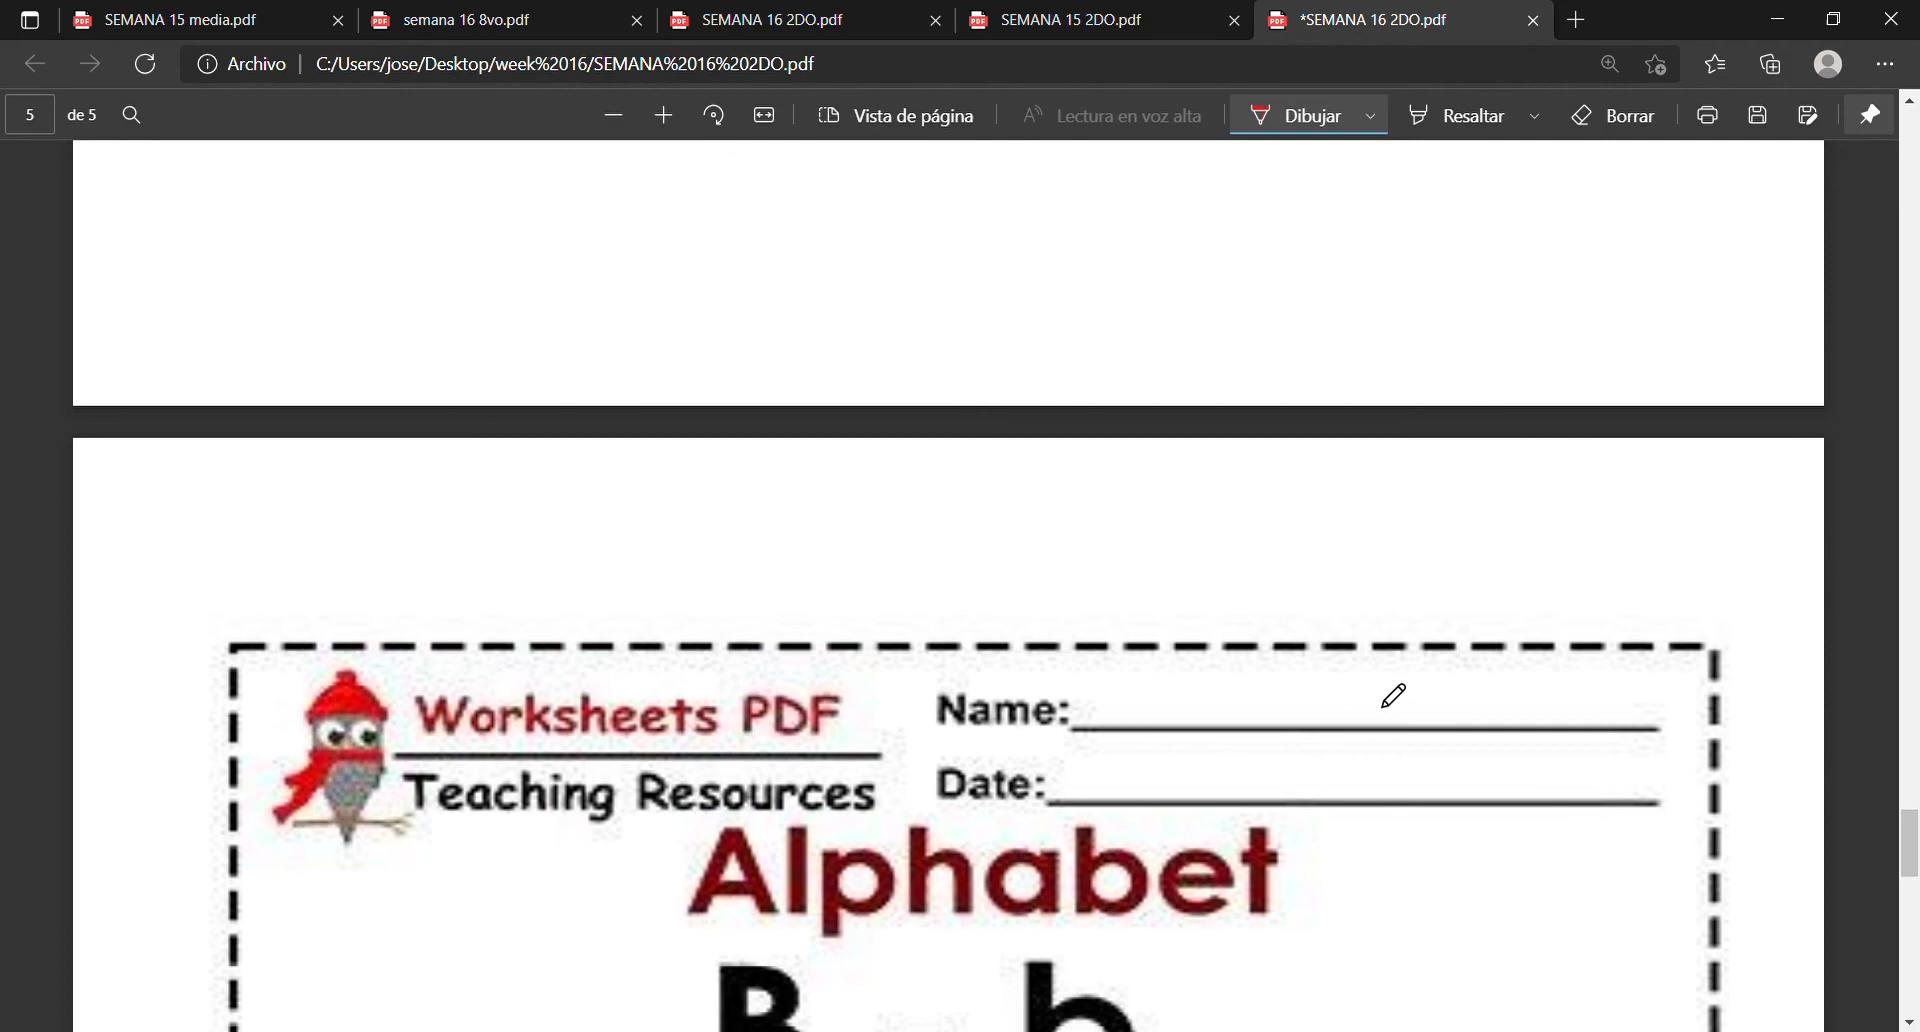 SEMANA 15 media.pdf
semana 16 8vo.pdf
SEMANA 16 2DO.pdf
SEMANA 15 2DO.pdf
*SEMANA 16 2DO.pdf
Archivo
C:/Users/jose/Desktop/week%2016/SEMANA%2016%202DO.pdf
5 de 5
Vista de página
Lectura en voz alta
Dibujar
Resaltar
Borrar
Worksheets PDF
Teaching Resources
Name:
Date:
Alphabet
B b